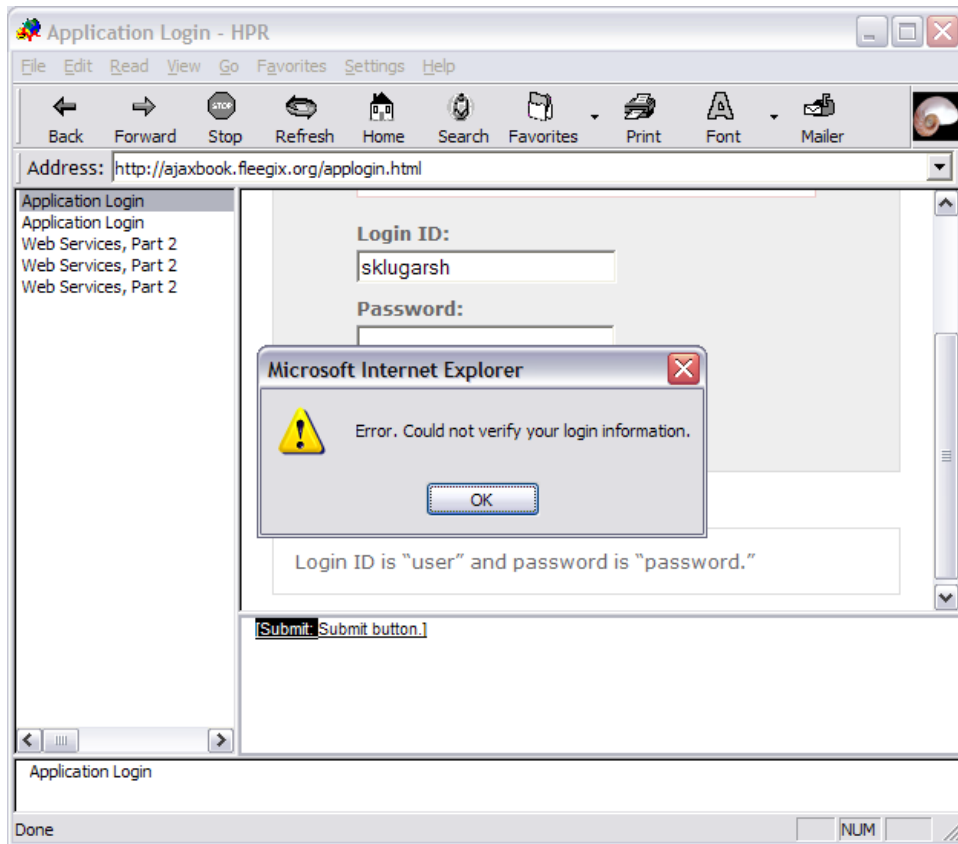 Application Login - HPR
File Edit Read View Go Favorites Settings Help
STOP
Back Forward Stop Refresh Home Search Favorites Print Font Mailer
Address: http://ajaxbook.fleegix.org/applogin.html
Application Login
Application Login
Web Services, Part 2
Web Services, Part 2
Web Services, Part 2
Login ID:
sklugarsh
Password:
Microsoft Internet Explorer
Error. Could not verify your login information.
OK
Login ID is “user” and password is “password.”
[Submit: Submit button.]
Application Login
Done NUM